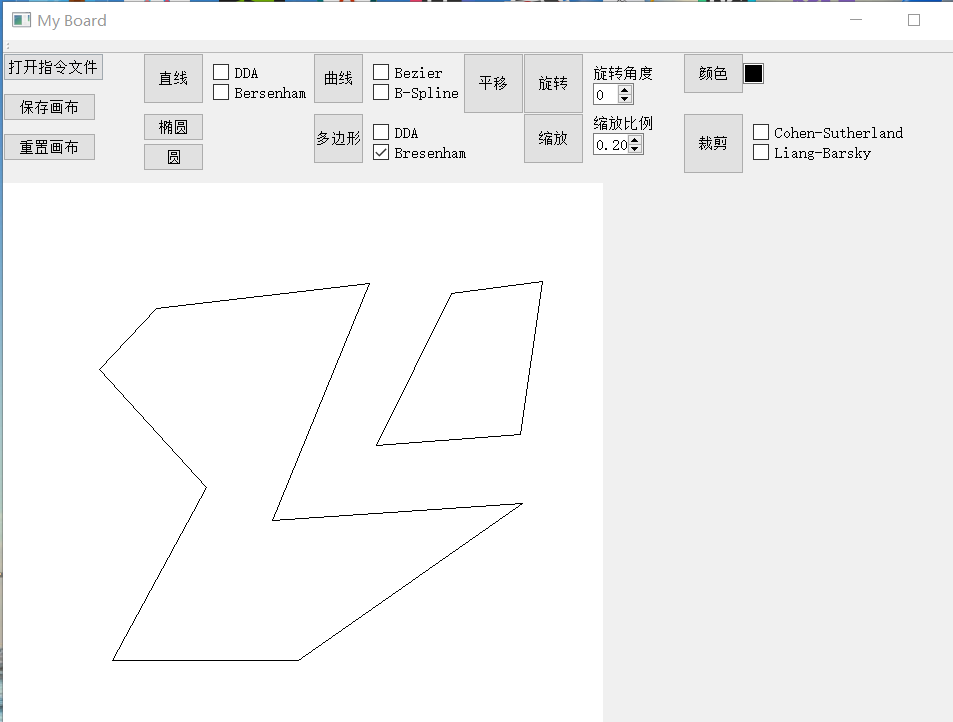 My Board
打开指令文件
保存画布
重置画布
直线
DDA
Bersenham
椭圆
圆
曲线
Bezier
B-Spline
多边形
DDA
Bresenham
平移
旋转
缩放
旋转角度
0
缩放比例
0.20
颜色
裁剪
Cohen-Sutherland
Liang-Barsky